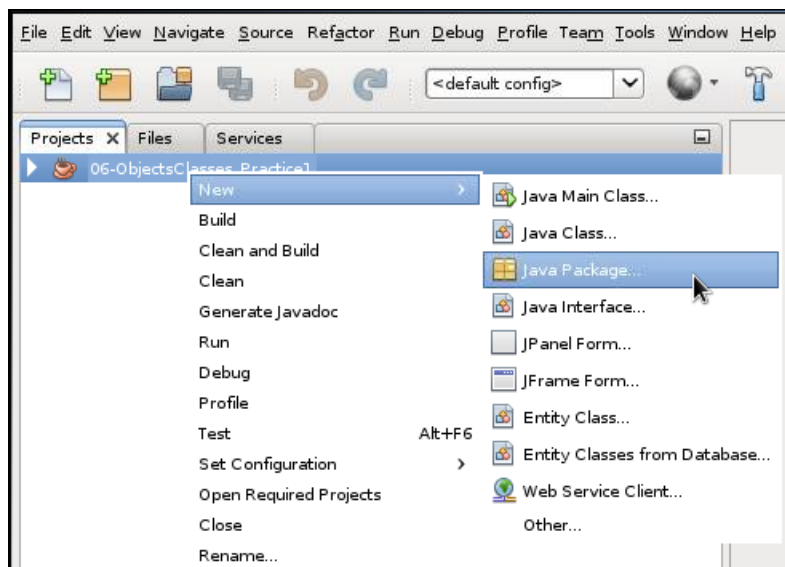 File Edit View Navigate Source Refactor Run Debug Profile Team Tools Window Help
<default config>
Projects X Files Services
06-ObjectsClasses_Practice1
New
Build
Clean and Build
Clean
Generate Javadoc
Run
Debug
Profile
Test Alt+F6
Set Configuration
Open Required Projects
Close
Rename...
Java Main Class...
Java Class...
Java Package...
Java Interface...
JPanel Form...
JFrame Form...
Entity Class...
Entity Classes from Database...
Web Service Client...
Other...